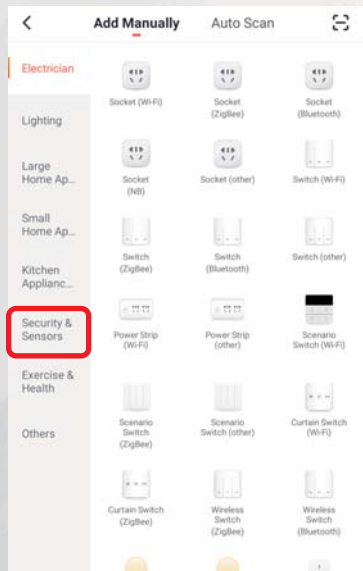 Add Manually
Auto Scan
Electrician
Lighting
Large
Home Ap...
Small
Home Ap...
Kitchen
Applianc...
Security &
Sensors
Exercise &
Health
Others
Socket (Wi-Fi)
Socket
(ZigBee)
Socket
(Bluetooth)
Socket
(NB)
Socket (other)
Switch (Wi-Fi)
Switch
(ZigBee)
Switch
(Bluetooth)
Switch (other)
Power Strip
(Wi-Fi)
Power Strip
(other)
Scenario
Switch (Wi-Fi)
Scenario
Switch
(ZigBee)
Scenario
Switch (other)
Curtain Switch
(Wi-Fi)
Curtain Switch
(ZigBee)
Wireless
Switch
(ZigBee)
Wireless
Switch
(Bluetooth)